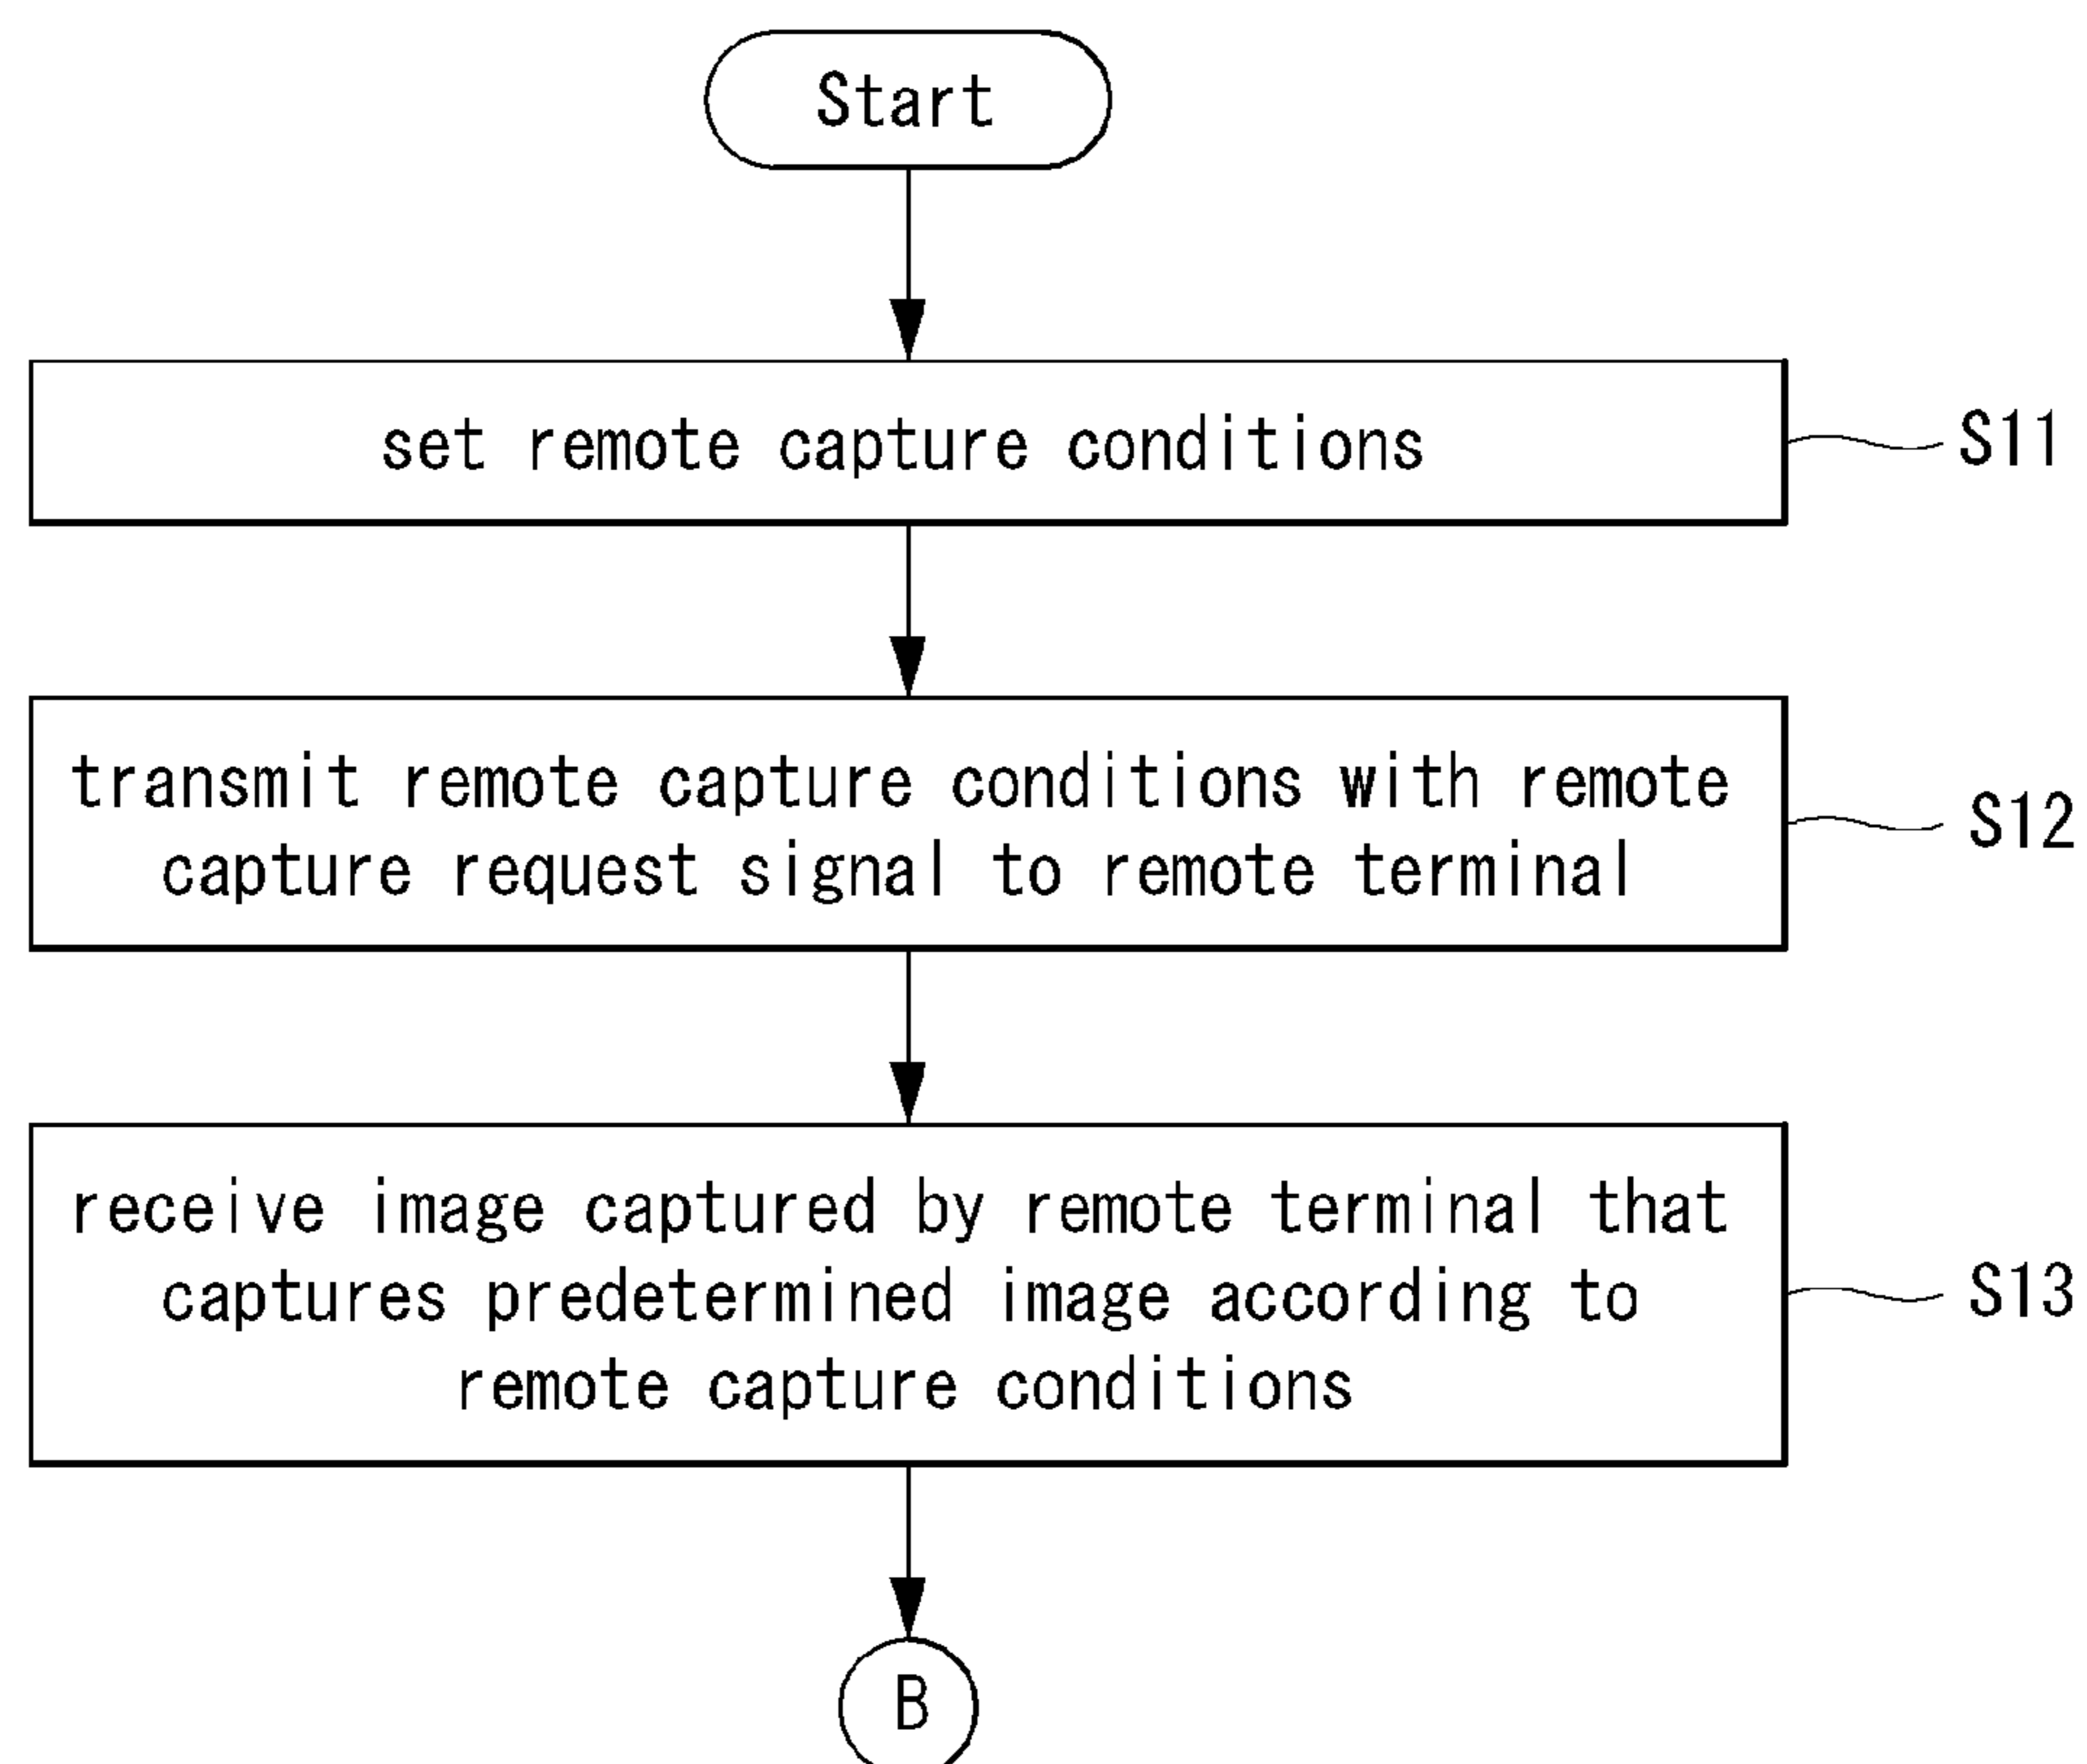 Start
set remote capture conditions
S11
transmit remote capture conditions with remote
capture request signal to remote terminal
S12
receive image captured by remote terminal that
captures predetermined image according to
remote capture conditions
S13
B